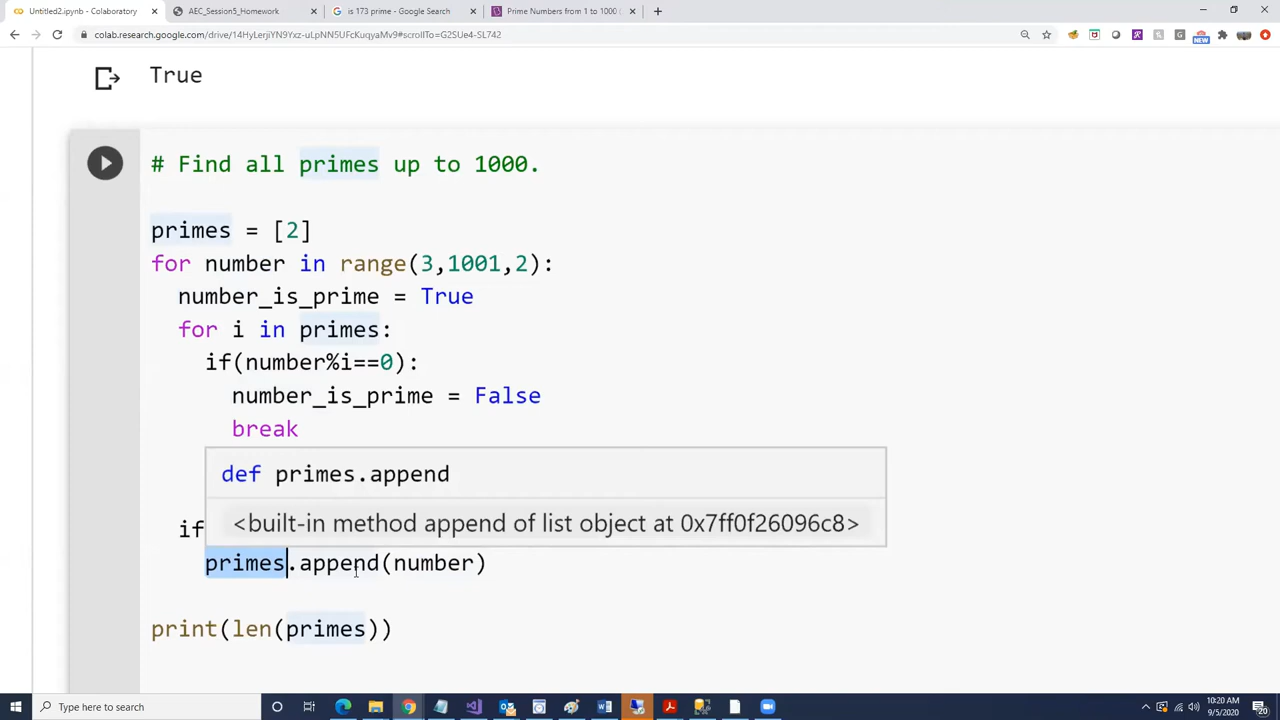 Untitled2.ipynb - Colaboratory
AEC_Session5_Homework
is 173 prime - Google Search
Prime Numbers from 1 to 1000 (
colab.research.google.com/drive/14HyLerjiYN9Yxz-uLpNN5UFcKuqyaMv9#scrollTo=G2SUe4-SL742
NEW
True
# Find all primes up to 1000.
primes = [2]
for number in range(3,1001,2):
number_is_prime = True
for i in primes:
if(number%i==0):
number_is_prime = False
break
def primes.append
<built-in method append of list object at 0x7ff0f26096c8>
if
primes.append(number)
print(len(primes))
Type here to search
10:20 AM
9/5/2020
20